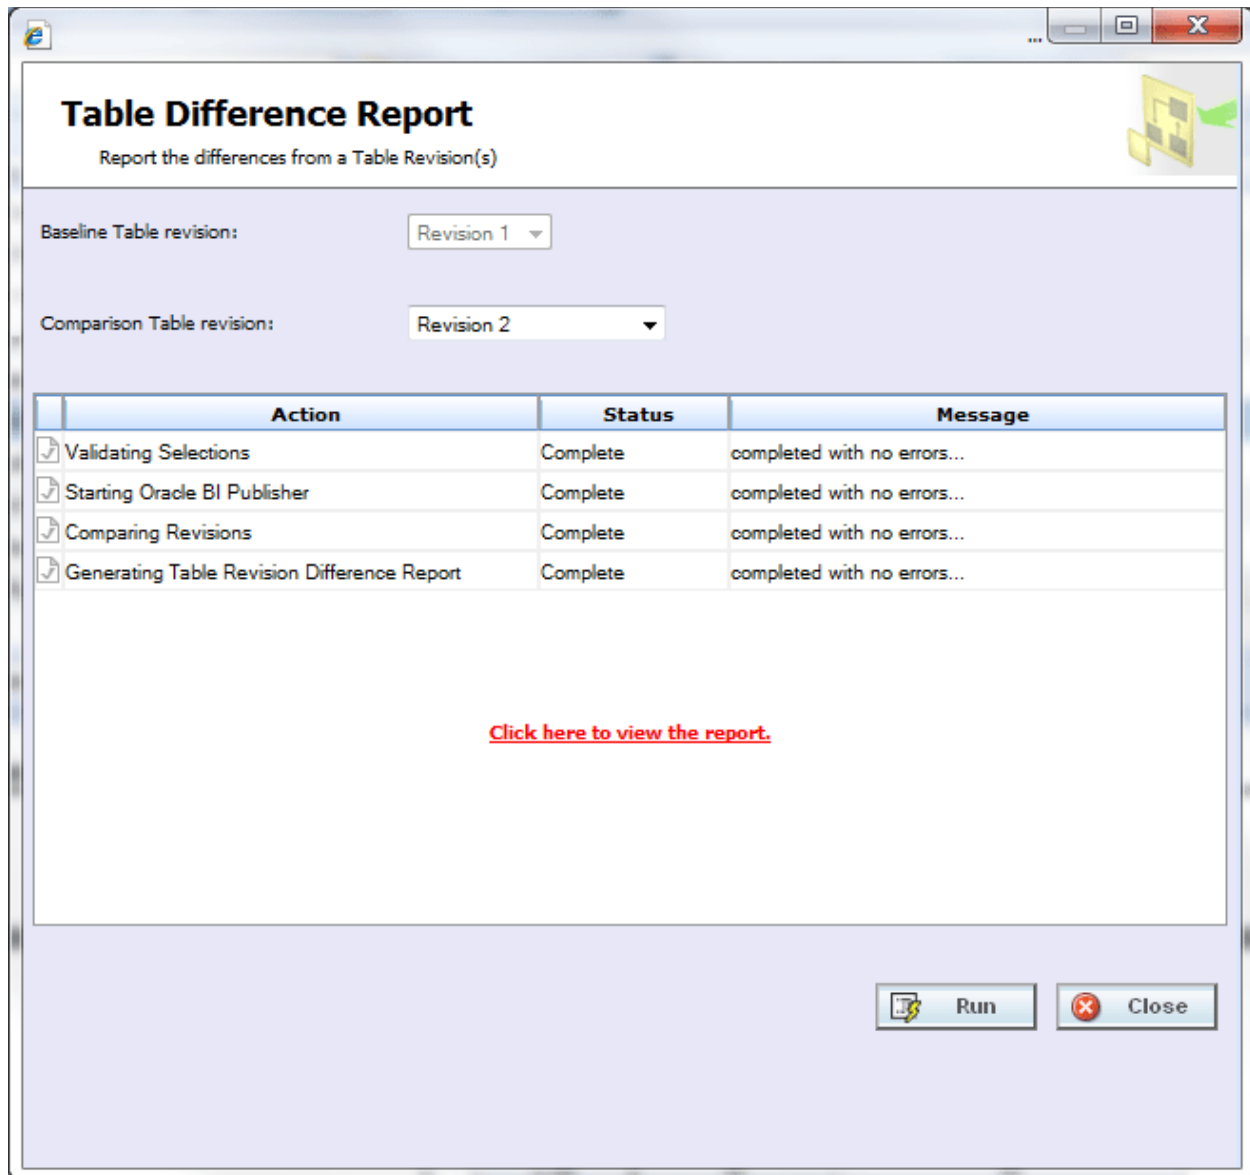 ...
Table Difference Report
Report the differences from a Table Revision(s)
Baseline Table revision: Revision 1
Comparison Table revision: Revision 2
Action Status Message
Validating Selections Complete completed with no errors...
Starting Oracle BI Publisher Complete completed with no errors...
Comparing Revisions Complete completed with no errors...
Generating Table Revision Difference Report Complete completed with no errors...
Click here to view the report.
Run Close